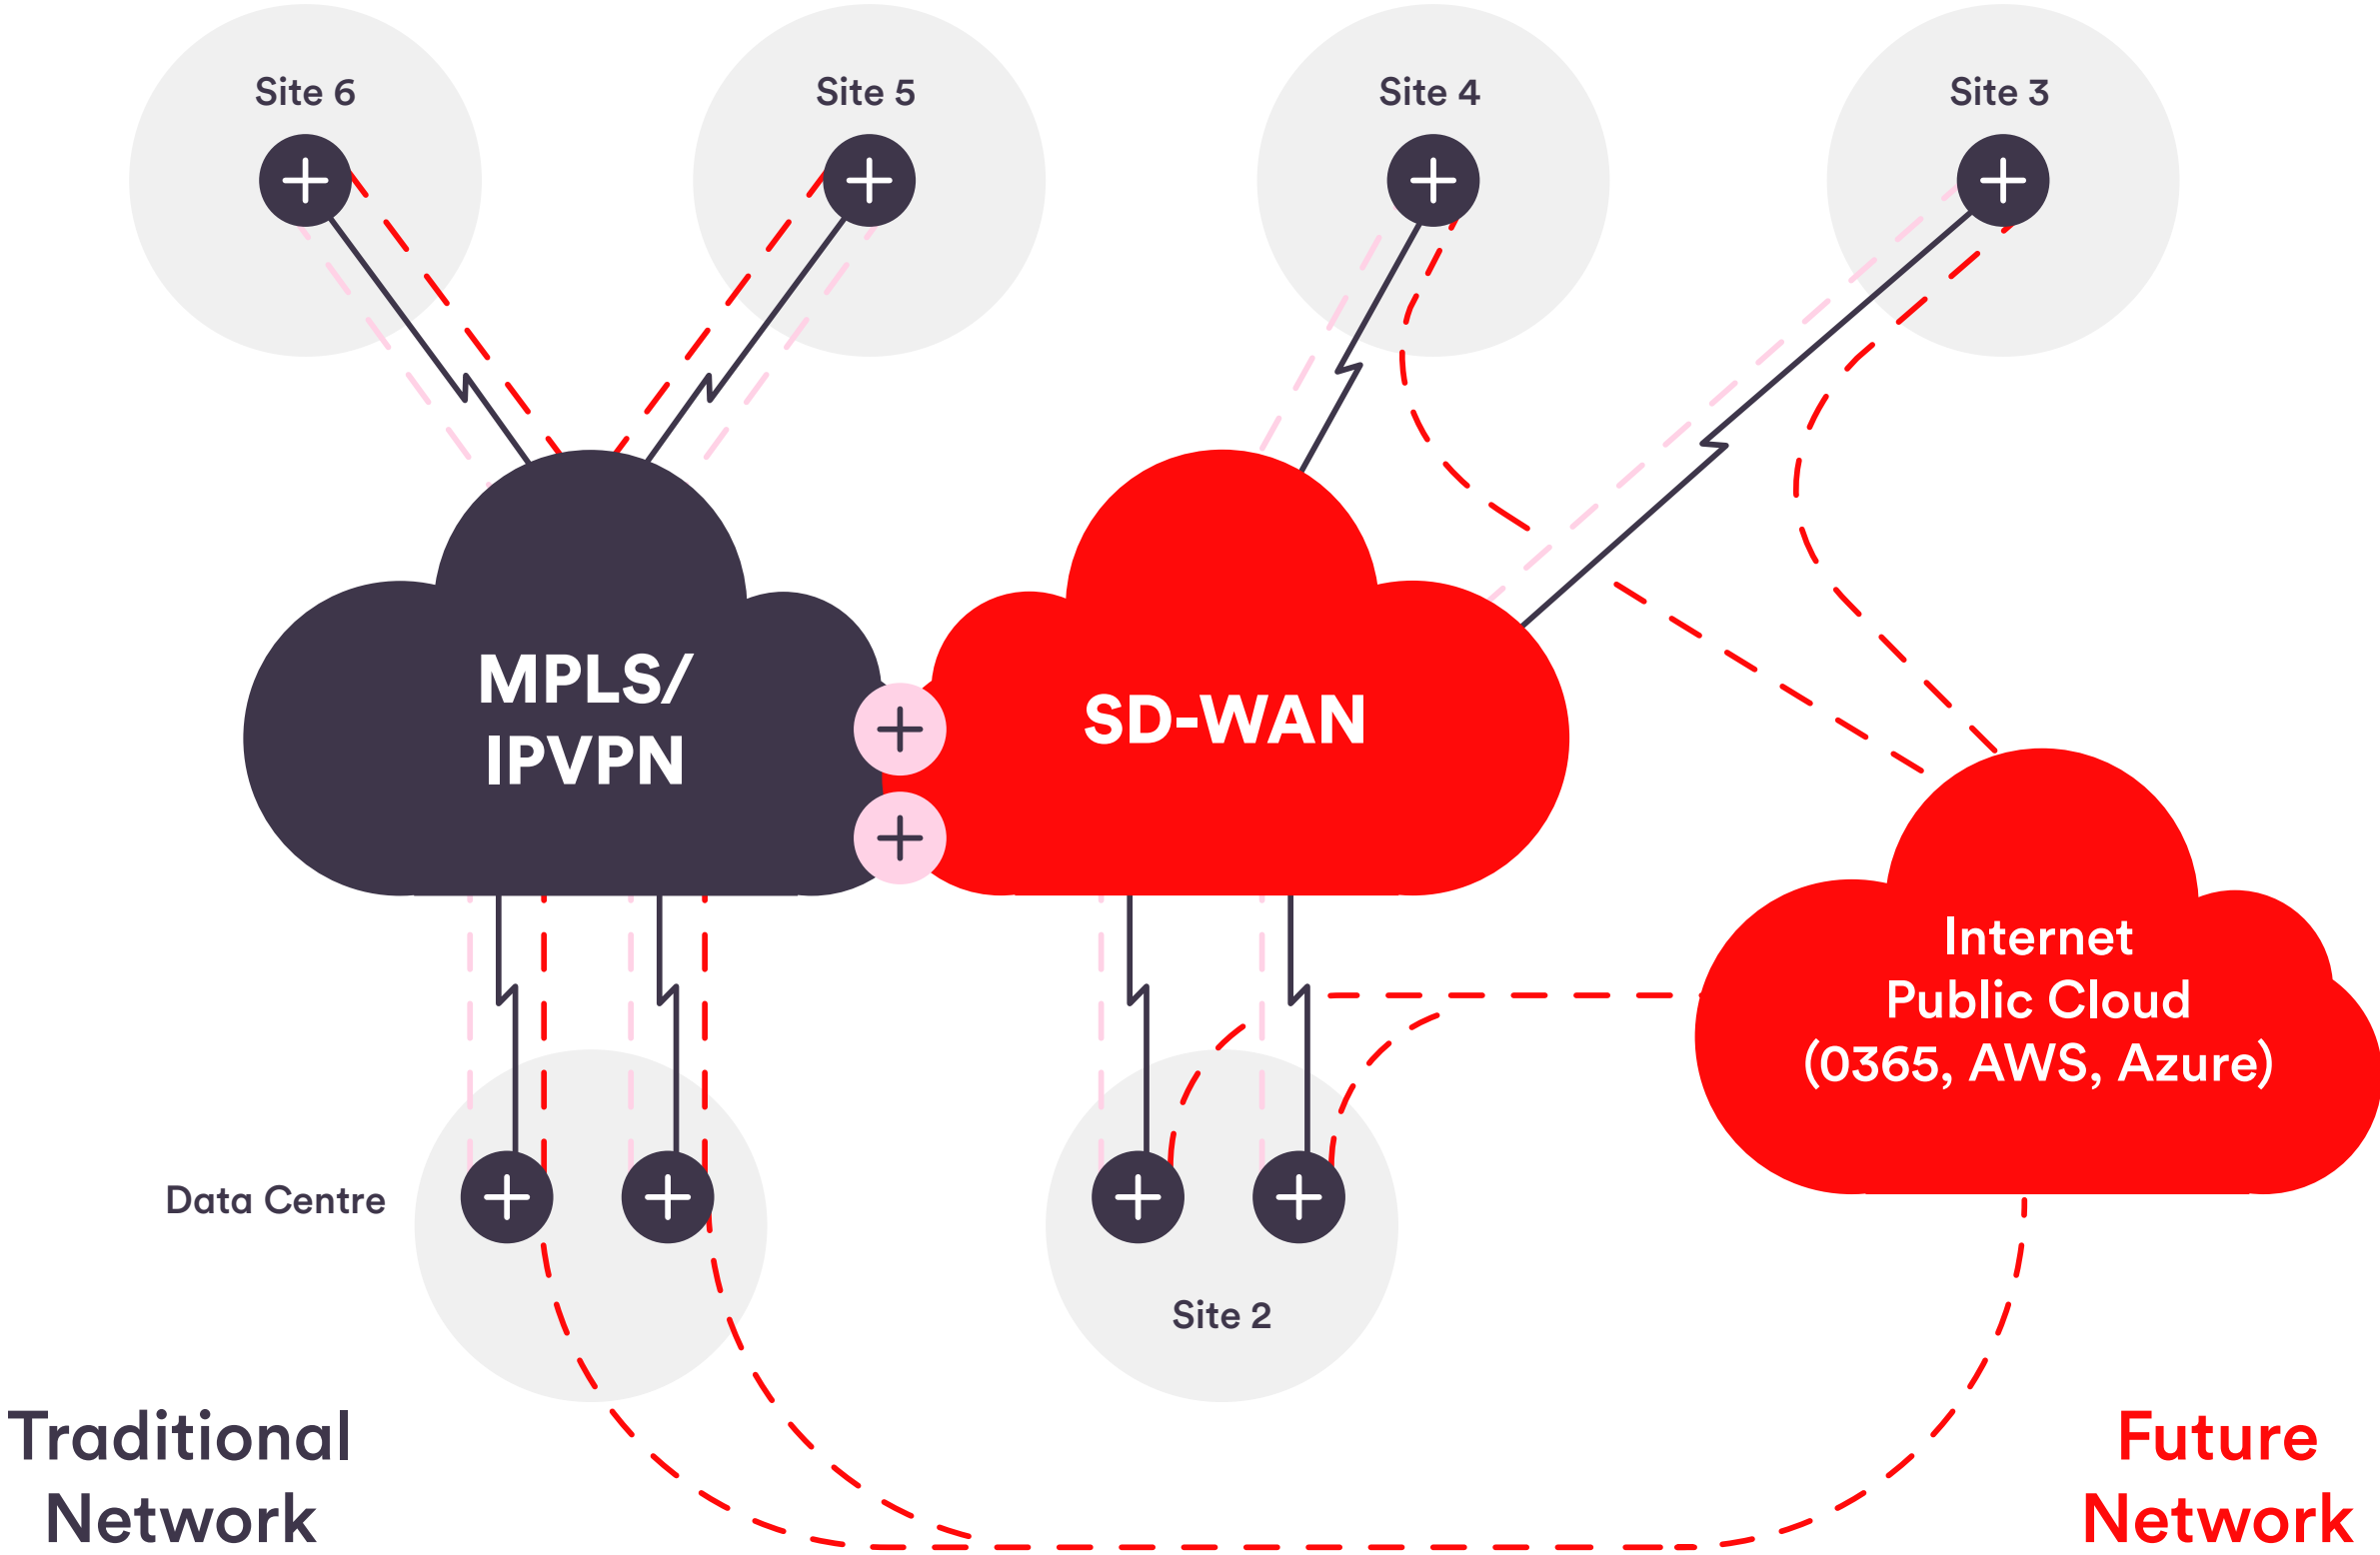 Site 6
Site 5
Site 4
Site 3
MPLS/
IPVPN
SD-WAN
Internet
Public Cloud
(0365, AWS, Azure)
Data Centre
Site 2
Traditional
Network
Future
Network